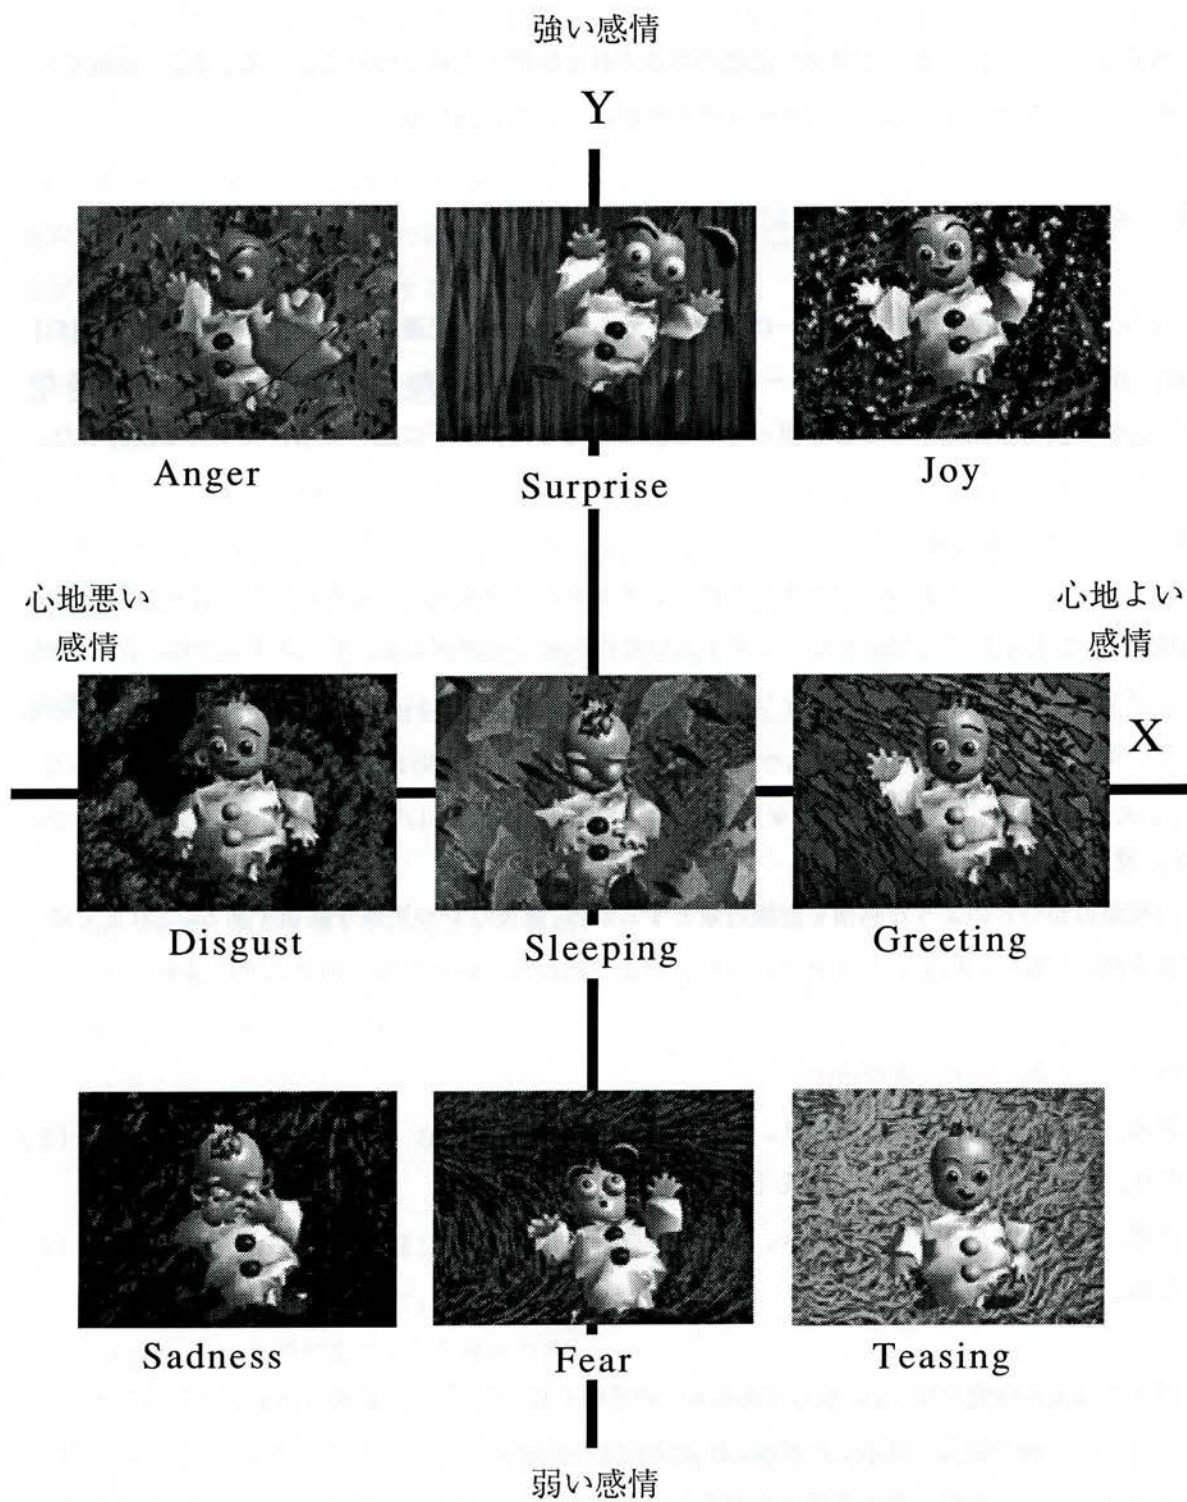 強い感情
Y
Anger
Surprise
Joy
心地悪い
感情
心地よい
感情
X
Disgust
Sleeping
Greeting
Sadness
Fear
Teasing
弱い感情